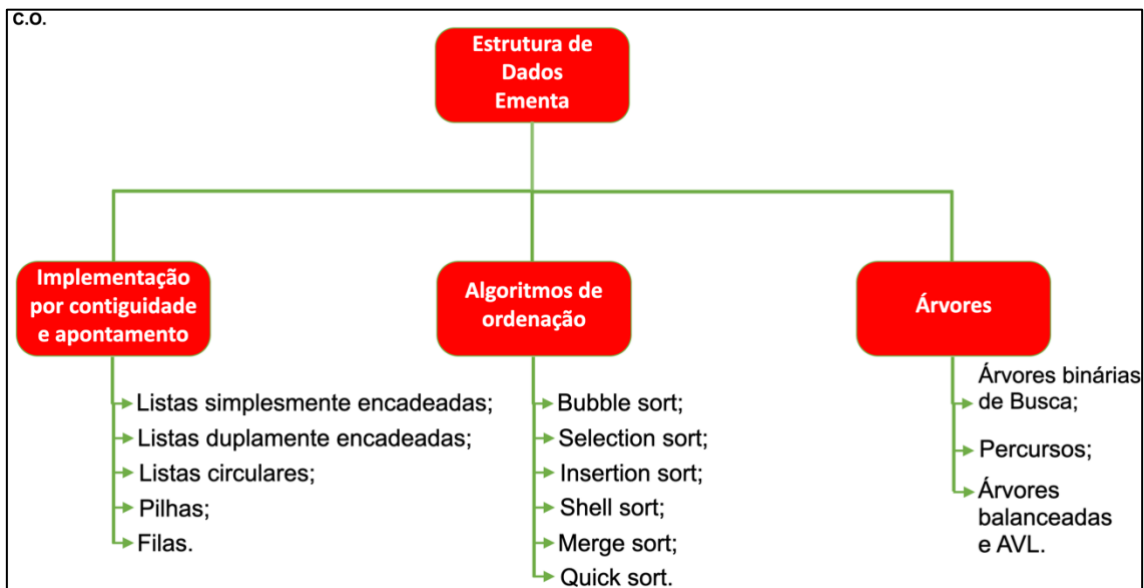 C.O.
Estrutura de
Dados
Ementa
Implementação
por contiguidade
e apontamento
Listas simplesmente encadeadas;
Listas duplamente encadeadas;
Listas circulares;
Pilhas;
Filas.
Algoritmos de
ordenação
Bubble sort;
Selection sort;
Insertion sort;
Shell sort;
Merge sort;
Quick sort.
Árvores
Árvores binárias
de Busca;
Percursos;
Árvores
balanceadas
e AVL.